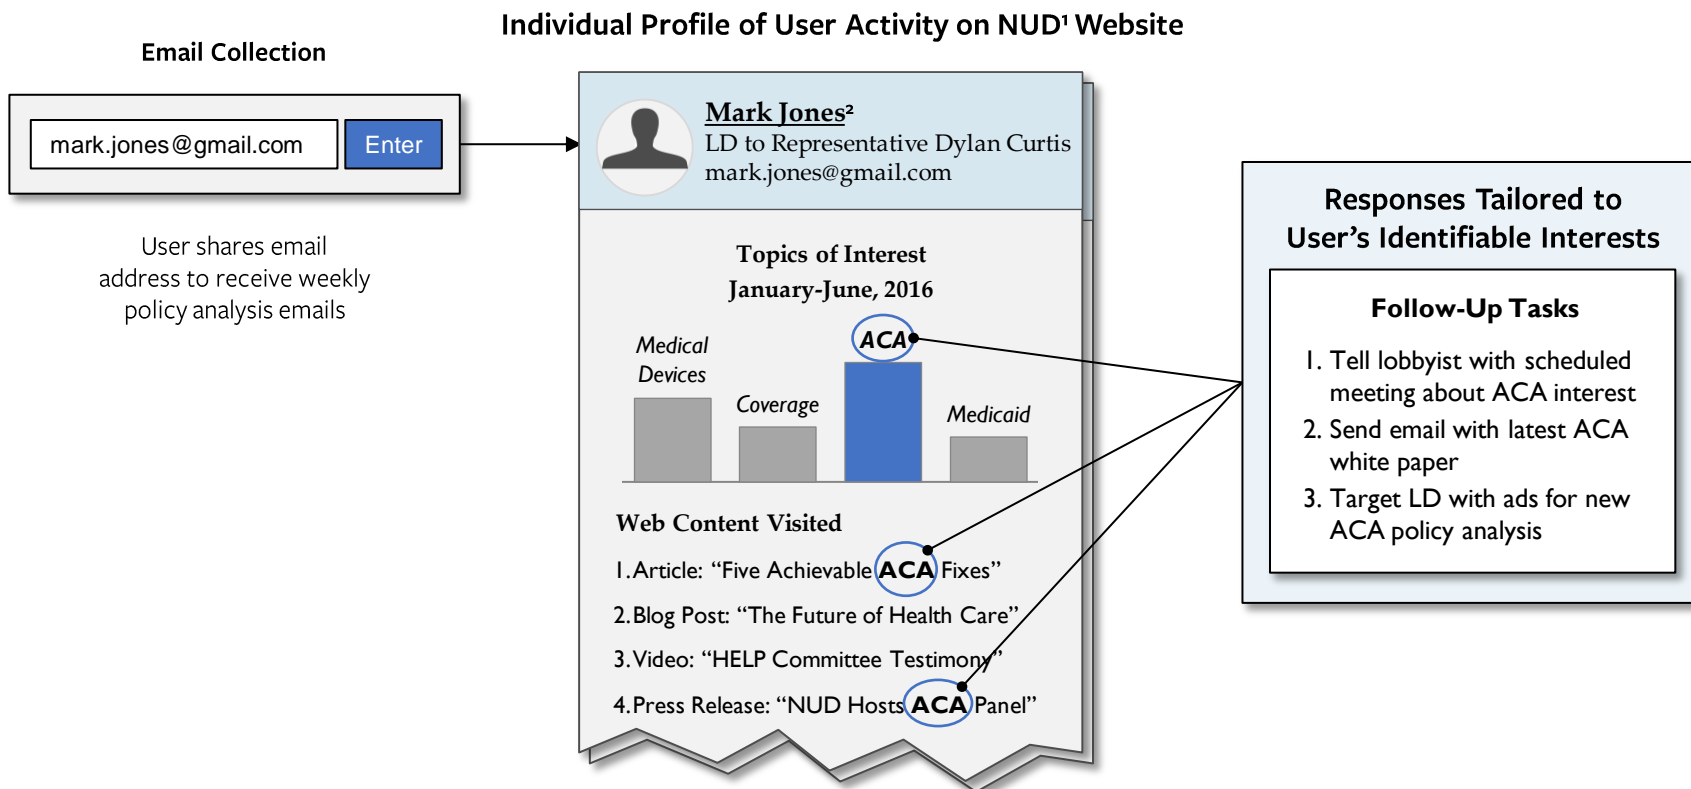 Individual Profile of User Activity on NUD¹ Website
Email Collection
mark.jones@gmail.com
Enter
User shares email
address to receive weekly
policy analysis emails
Mark Jones²
LD to Representative Dylan Curtis
mark.jones@gmail.com
Topics of Interest
January-June, 2016
Medical
Devices
Coverage
ACA
Medicaid
Web Content Visited
1. Article: “Five Achievable ACA Fixes”
2. Blog Post: “The Future of Health Care”
3. Video: “HELP Committee Testimony”
4. Press Release: “NUD Hosts ACA Panel”
Responses Tailored to
User’s Identifiable Interests
Follow-Up Tasks
1. Tell lobbyist with scheduled
meeting about ACA interest
2. Send email with latest ACA
white paper
3. Target LD with ads for new
ACA policy analysis